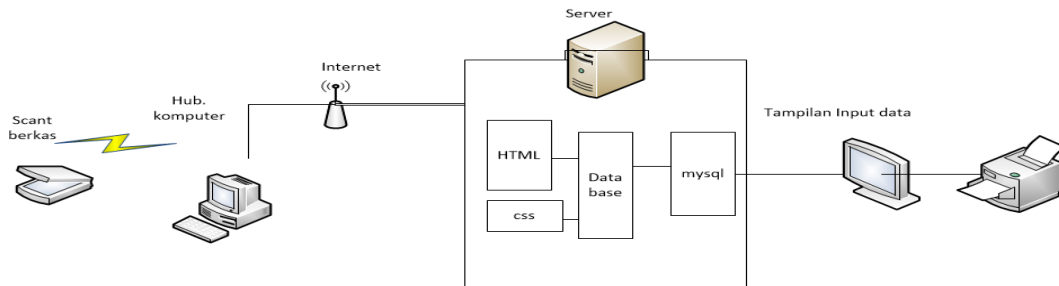 Server
Internet
Hub.
komputer
Scant
berkas
Tampilan Input data
HTML
Data
base
mysql
css